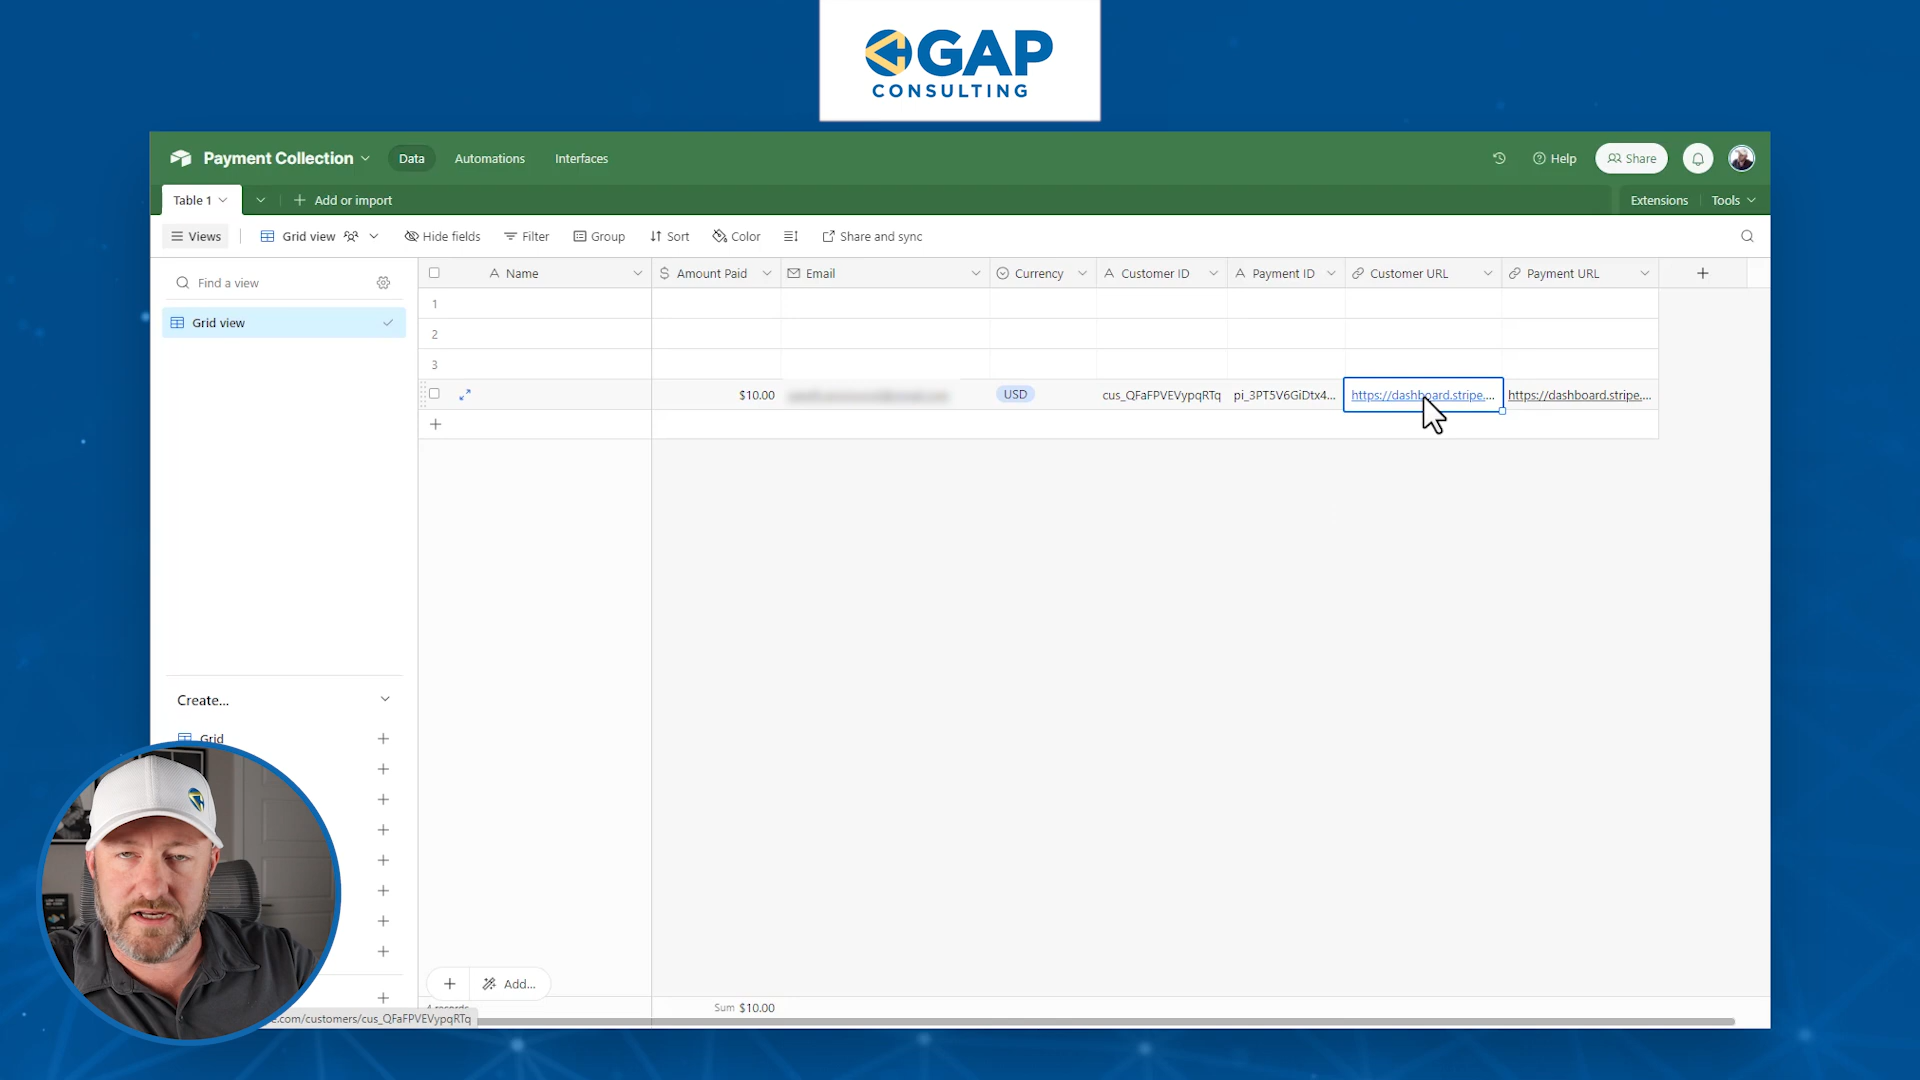 GAP
CONSULTING
Payment Collection
Data
Automations
Interfaces
Help
Share
Table 1
Add or import
Extensions
Tools
Views
Grid view
Hide fields
Filter
Group
Sort
Color
Share and sync
Find a view
Grid view
Name
Amount Paid
Email
Currency
Customer ID
Payment ID
Customer URL
Payment URL
1
2
3
$10.00
USD
cus_QFaFPVEVypqRTq
pi_3PT5V6GiDtx4...
https://dashboard.stripe....
https://dashboard.stripe....
Create...
Grid
Add...
Sum $10.00
e.com/customers/cus_QFaFPVEVypqRTq